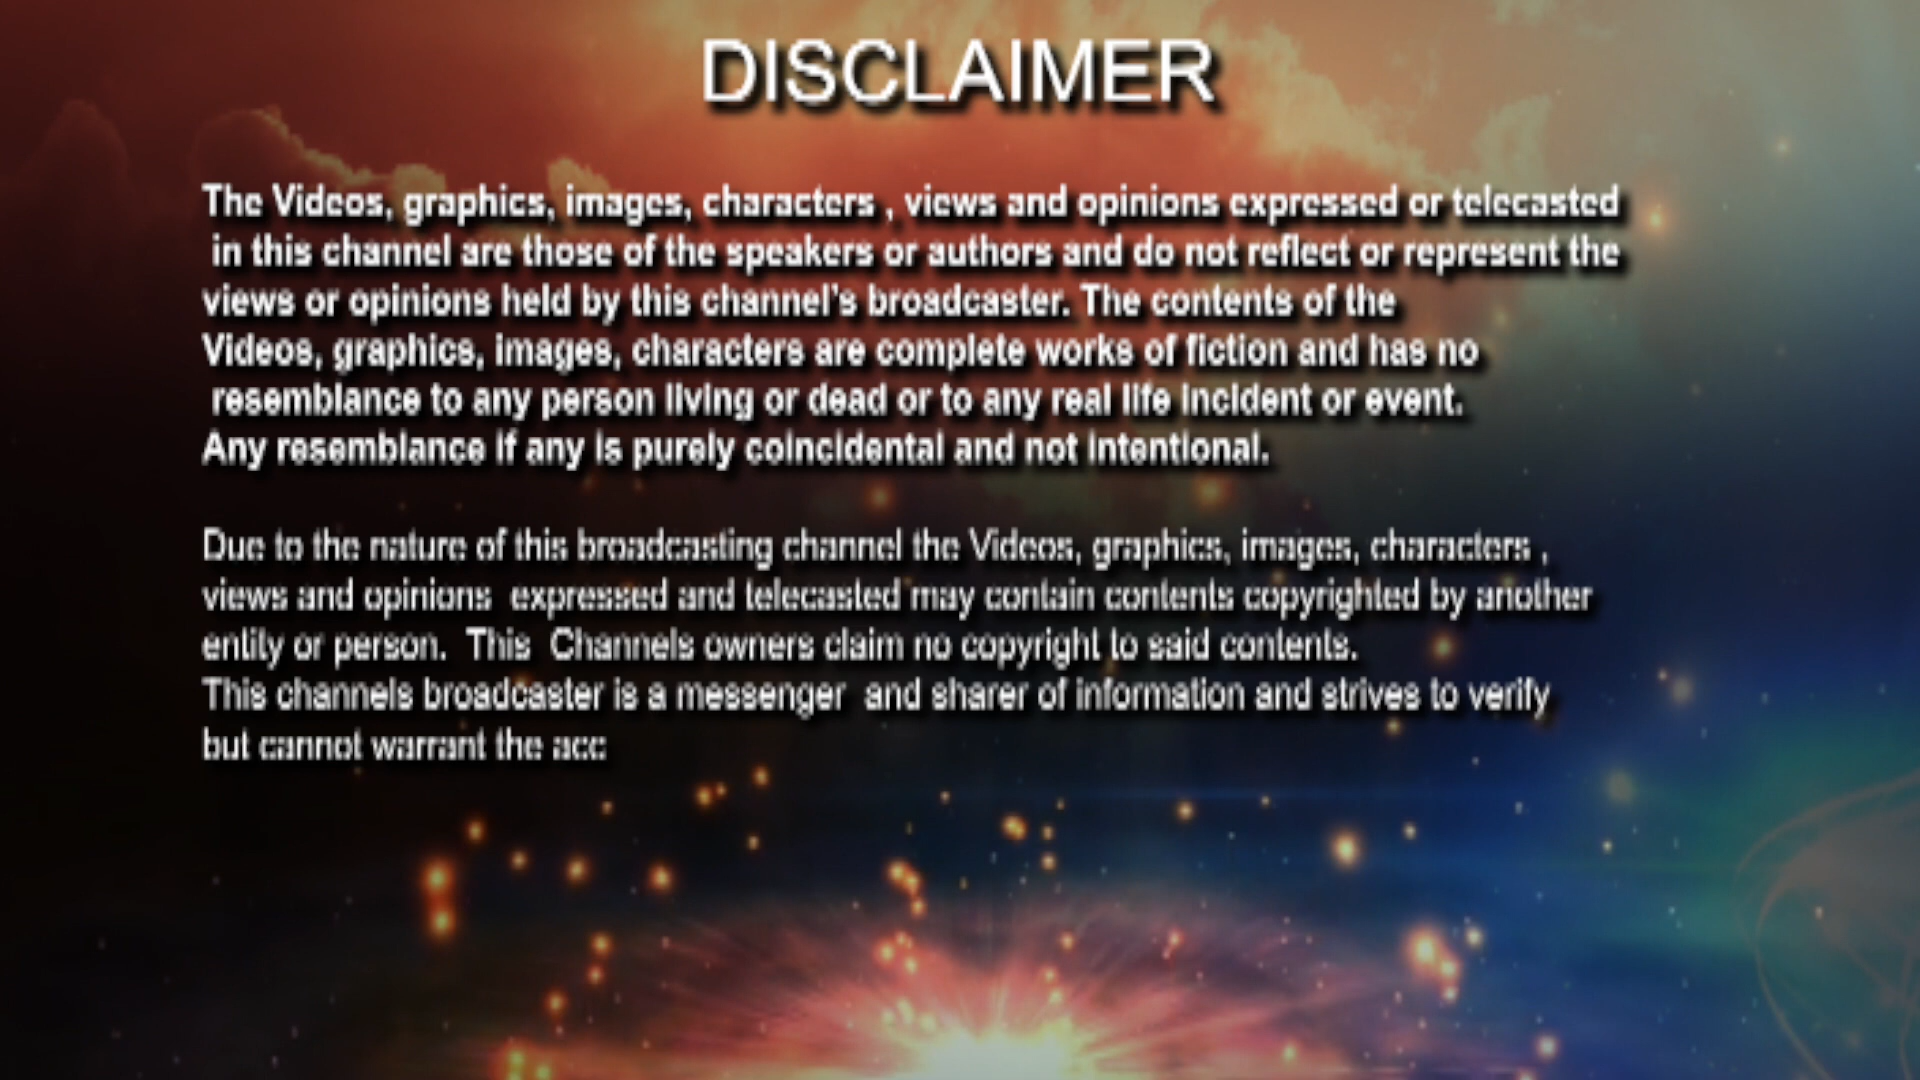 DISCLAIMER
The Videos, graphics, images, characters , views and opinions expressed or telecasted
in this channel are those of the speakers or authors and do not reflect or represent the
views or opinions held by this channel's broadcaster. The contents of the
Videos, graphics, images, characters are complete works of fiction and has no
resemblance to any person living or dead or to any real life incident or event.
Any resemblance if any is purely coincidental and not intentional.
Due to the nature of this broadcasting channel the Videos, graphics, images, characters ,
views and opinions expressed and telecasted may contain contents copyrighted by another
entity or person. This Channels owners claim no copyright to said contents.
This channels broadcaster is a messenger and sharer of information and strives to verify
but cannot warrant the acc